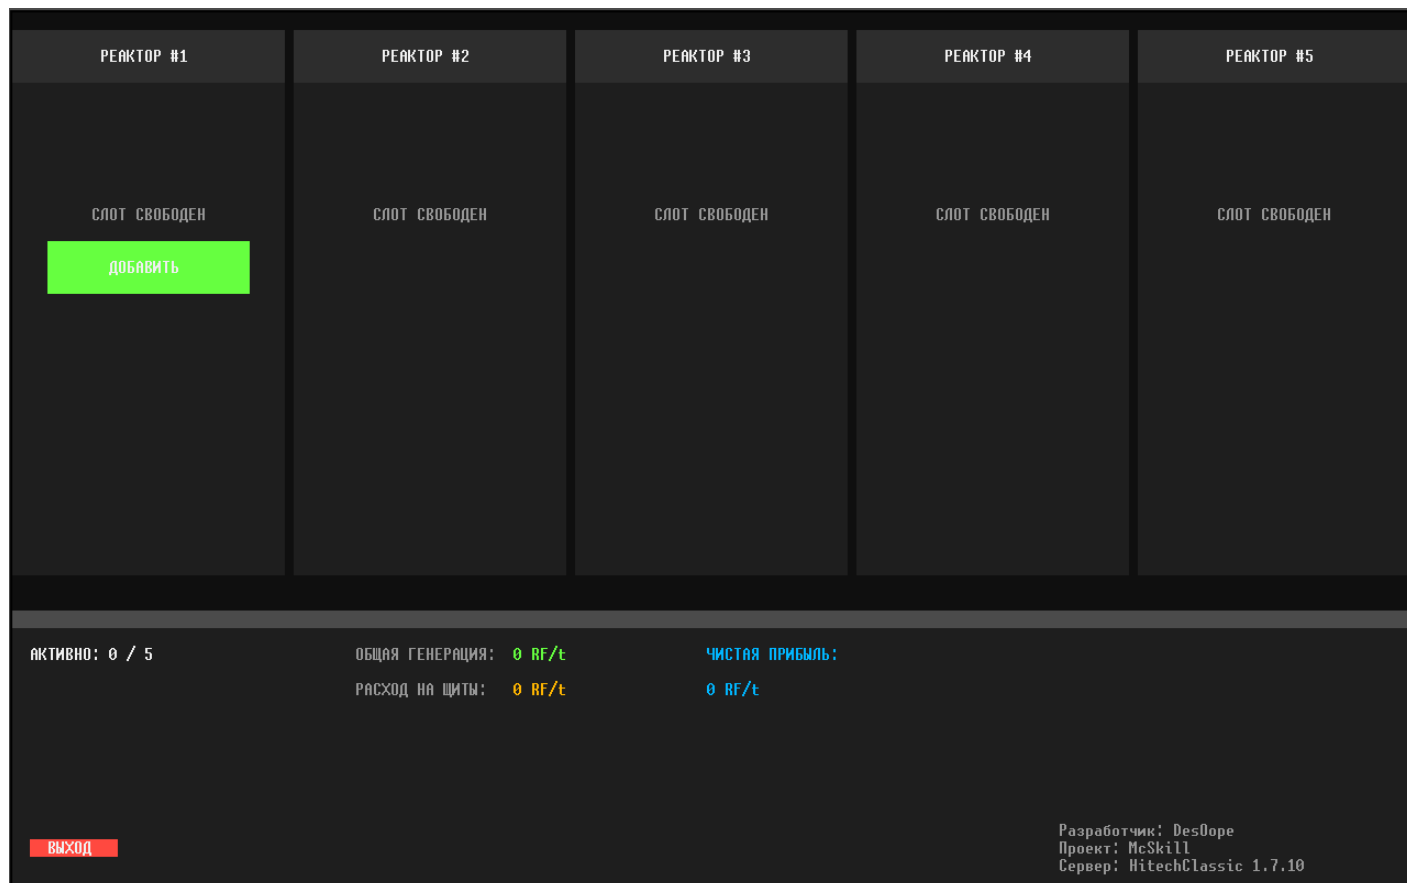 РЕАКТОР #1 РЕАКТОР #2 РЕАКТОР #3 РЕАКТОР #4 РЕАКТОР #5
СЛОТ СВОБОДЕН СЛОТ СВОБОДЕН СЛОТ СВОБОДЕН СЛОТ СВОБОДЕН СЛОТ СВОБОДЕН
ДОБАВИТЬ
АКТИВНО: 0 / 5 ОБЩАЯ ГЕНЕРАЦИЯ: 0 RF/t ЧИСТАЯ ПРИБЫЛЬ:
РАСХОД НА ЩИТЫ: 0 RF/t 0 RF/t
Разработчик: DesOope
Проект: McSkill
ВЫХОД
Сервер: HitechClassic 1.7.10